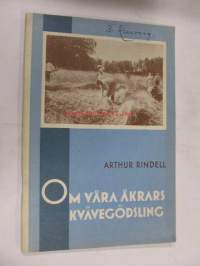 ARTHUR RINDELL
OM VÅRA ÅKRARS
KVÄVEGÖDSLING